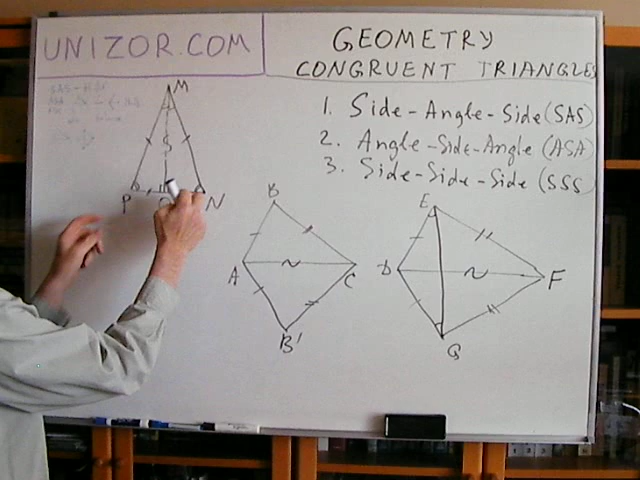 UNIZOR.COM
GEOMETRY
CONGRUENT TRIANGLES
1. Side-Angle-Side (SAS)
2. Angle-Side-Angle (ASA)
3. Side-Side-Side (SSS
M
P
N
B
A
C
B'
E
D
F
G